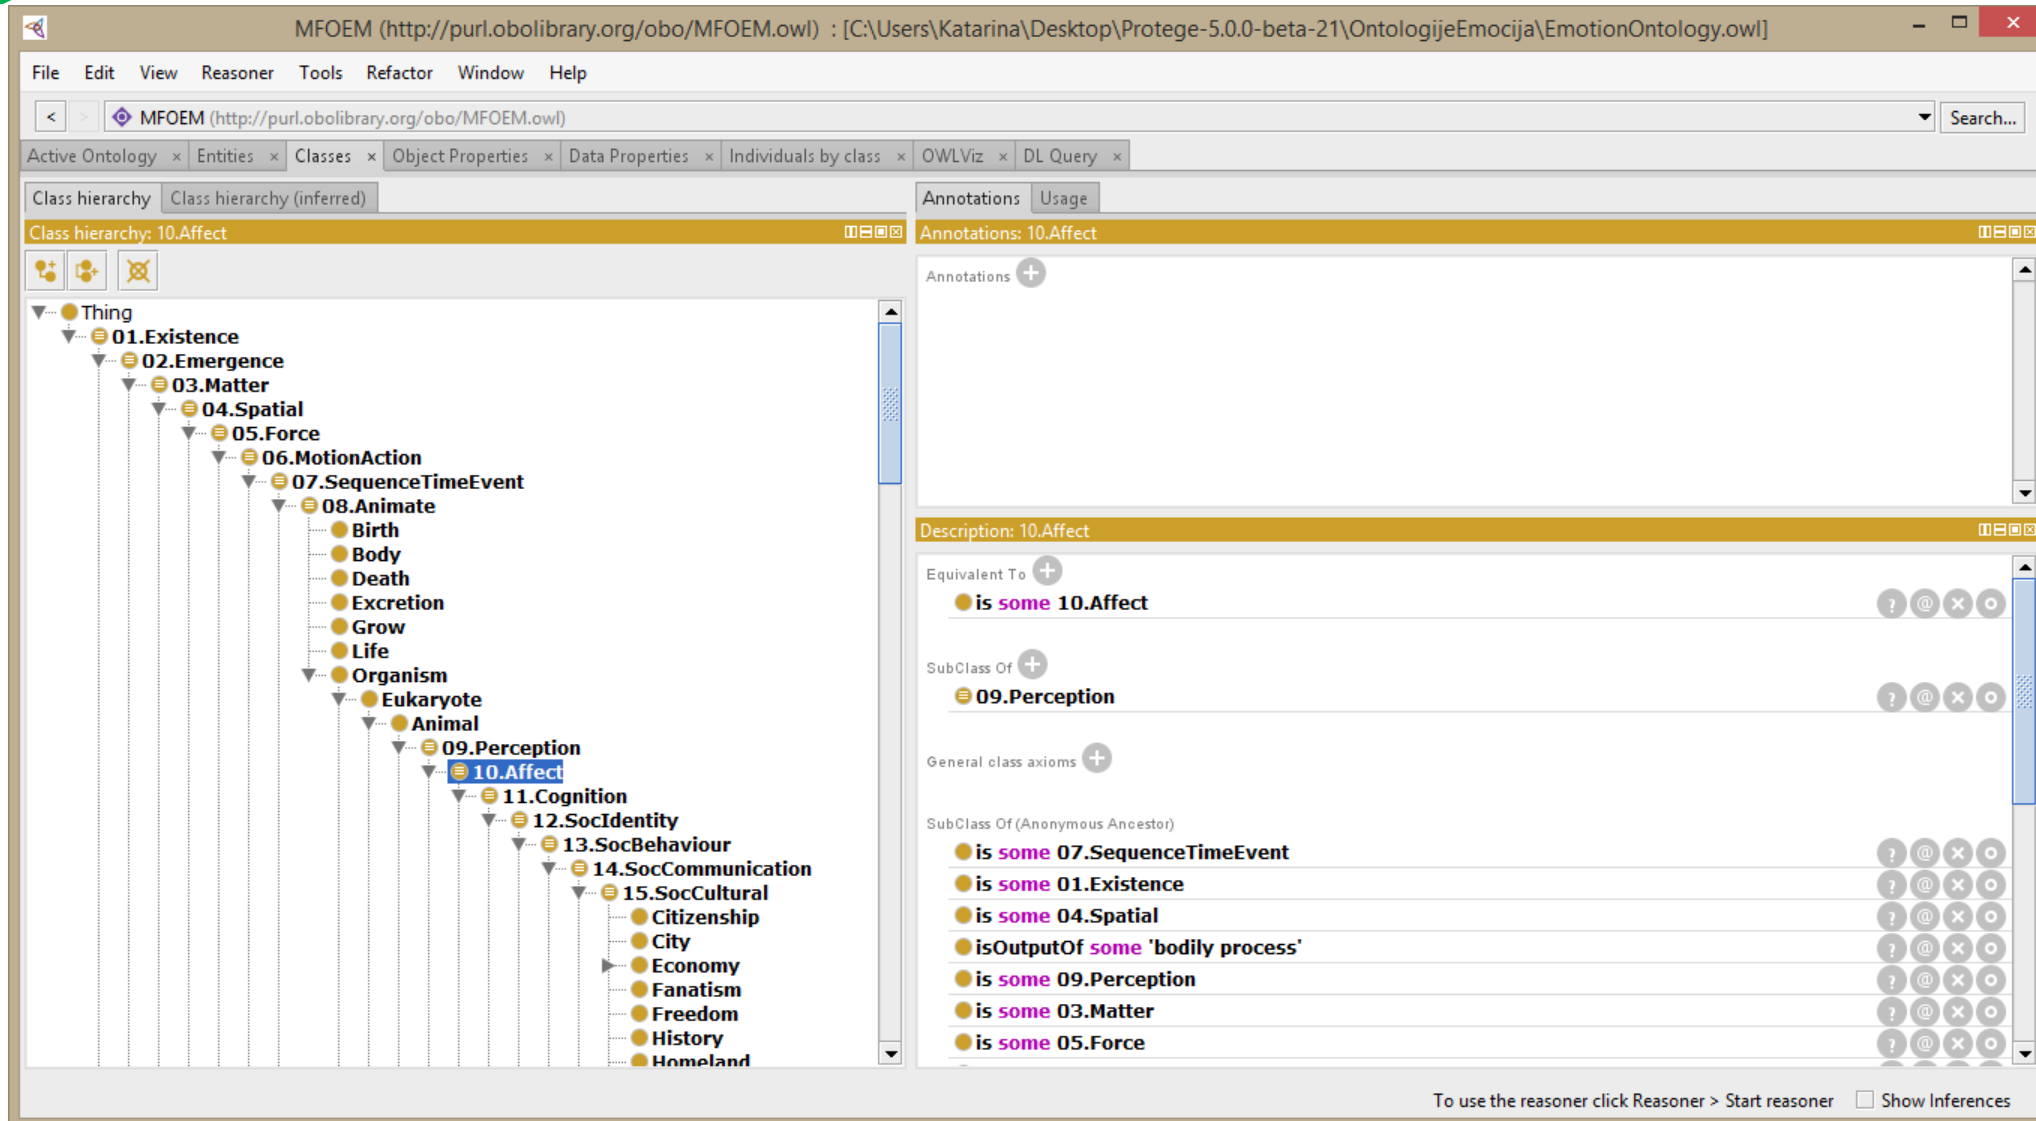 MFOEM (http://purl.obolibrary.org/obo/MFOEM.owl) : [C:\Users\Katarina\Desktop\Protege-5.0.0-beta-21\OntologijeEmocija\EmotionOntology.owl]
File Edit View Reasoner Tools Refactor Window Help
< > MFOEM (http://purl.obolibrary.org/obo/MFOEM.owl) Search...
Active Ontology × Entities × Classes × Object Properties × Data Properties × Individuals by class × OWLViz × DL Query ×
Class hierarchy Class hierarchy (inferred)
Class hierarchy: 10.Affect
Thing
01.Existence
02.Emergence
03.Matter
04.Spatial
05.Force
06.MotionAction
07.SequenceTimeEvent
08.Animate
Birth
Body
Death
Excretion
Grow
Life
Organism
Eukaryote
Animal
09.Perception
10.Affect
11.Cognition
12.SocIdentity
13.SocBehaviour
14.SocCommunication
15.SocCultural
Citizenship
City
Economy
Fanatism
Freedom
History
Homeland
Annotations Usage
Annotations: 10.Affect
Annotations
Description: 10.Affect
Equivalent To
is some 10.Affect
SubClass Of
09.Perception
General class axioms
SubClass Of (Anonymous Ancestor)
is some 07.SequenceTimeEvent
is some 01.Existence
is some 04.Spatial
isOutputOf some 'bodily process'
is some 09.Perception
is some 03.Matter
is some 05.Force
To use the reasoner click Reasoner > Start reasoner Show Inferences